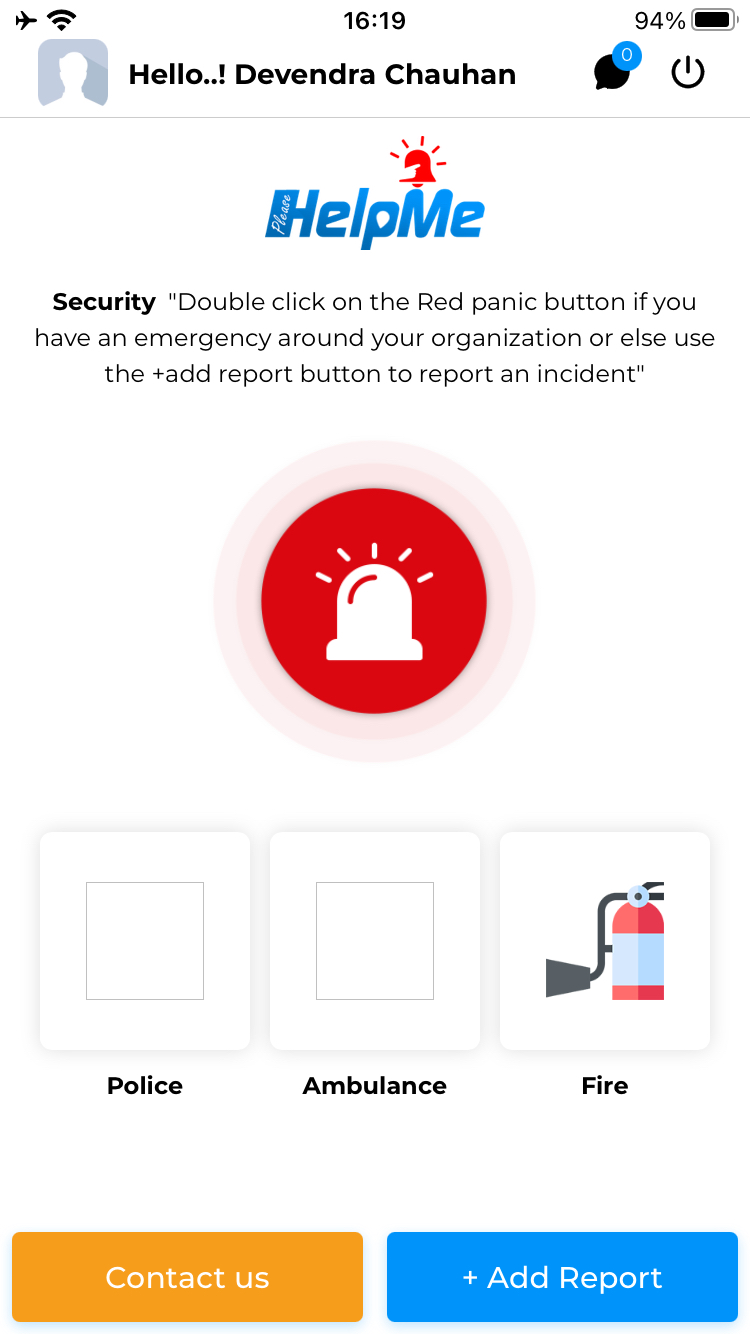 16:19
94%
Hello..! Devendra Chauhan
0
Please HelpMe
Security "Double click on the Red panic button if you
have an emergency around your organization or else use
the +add report button to report an incident"
Police
Ambulance
Fire
Contact us
+ Add Report